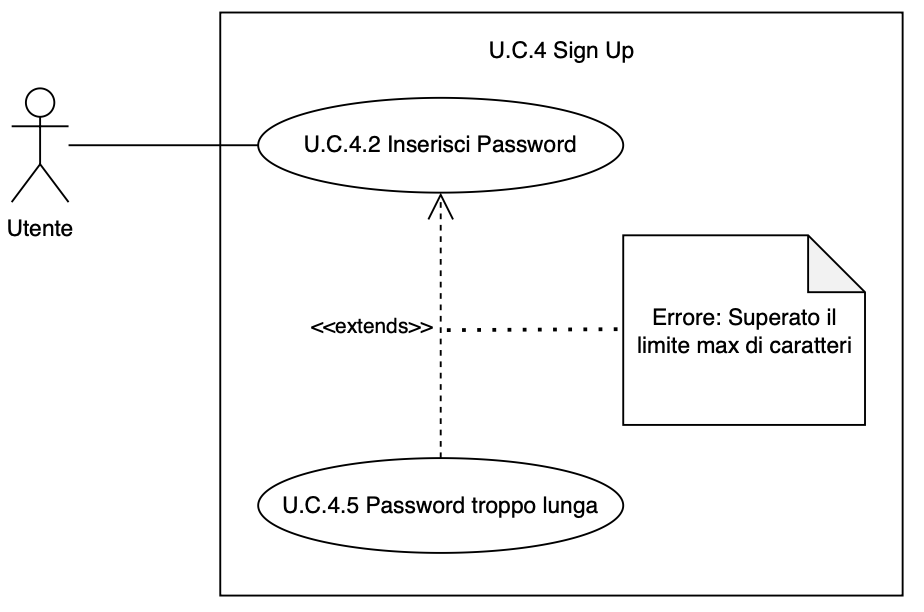 U.C.4 Sign Up
U.C.4.2 Inserisci Password
Utente
<<extends>>
Errore: Superato il
limite max di caratteri
U.C.4.5 Password troppo lunga